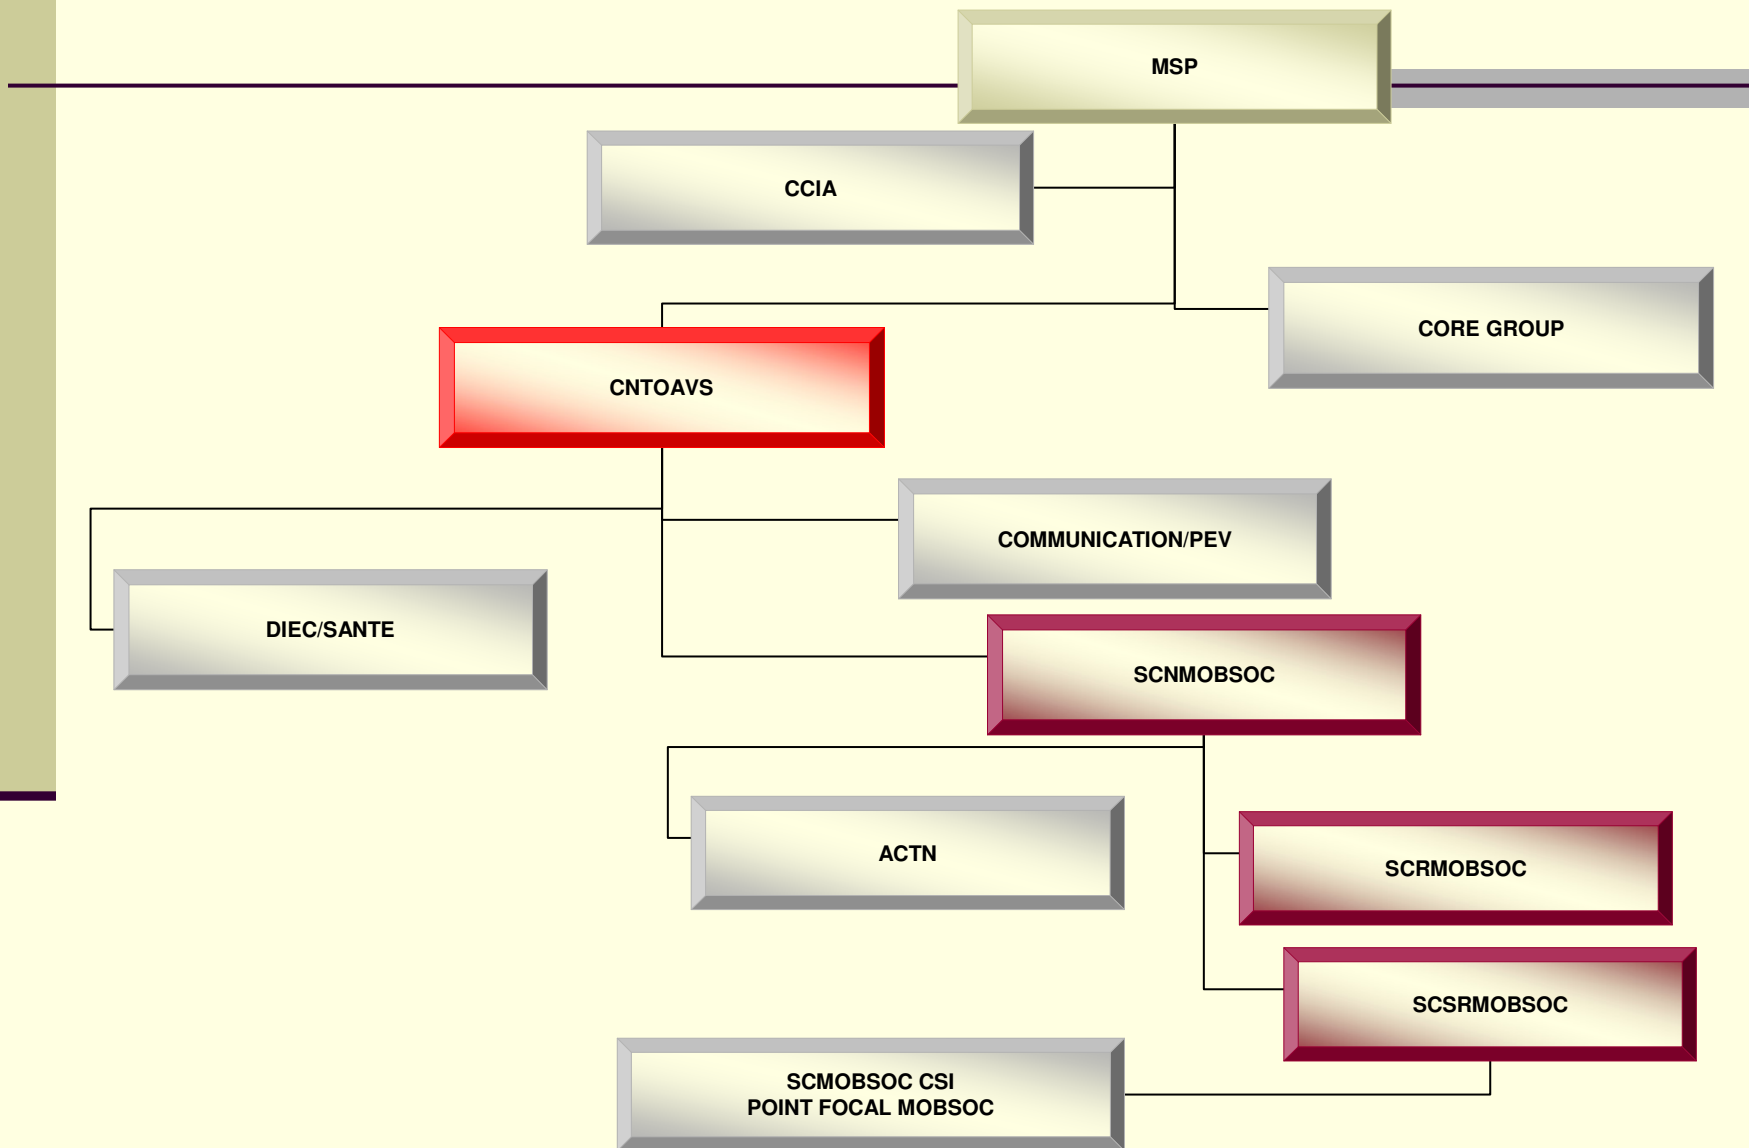 MSP
CCIA
CORE GROUP
CNTOAVS
COMMUNICATION/PEV
DIEC/SANTE
SCNMOBSOC
ACTN
SCRMOBSOC
SCSRMOBSOC
SCMOBSOC CSI
POINT FOCAL MOBSOC